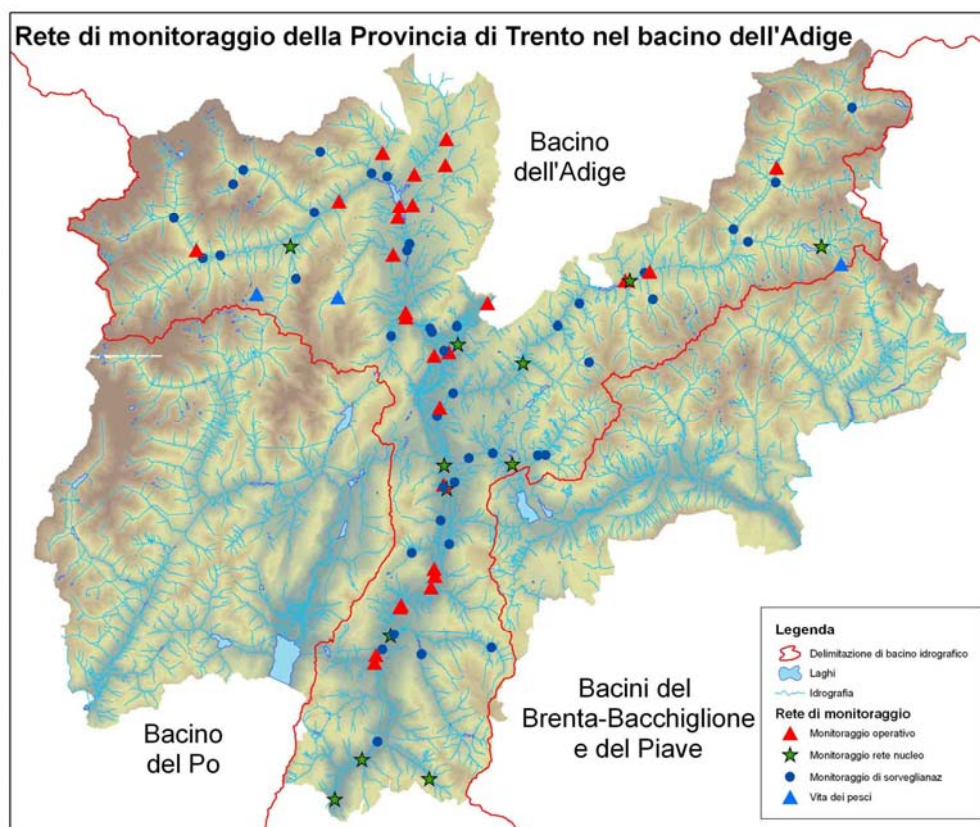 Rete di monitoraggio della Provincia di Trento nel bacino dell'Adige
Bacino
dell'Adige
Bacino
del Po
Bacini del
Brenta-Bacchiglione
e del Piave
Legenda
Delimitazione di bacino idrografico
Laghi
Idrografia
Rete di monitoraggio
Monitoraggio operativo
Monitoraggio rete nucleo
Monitoraggio di sorveglianaz
Vita dei pesci